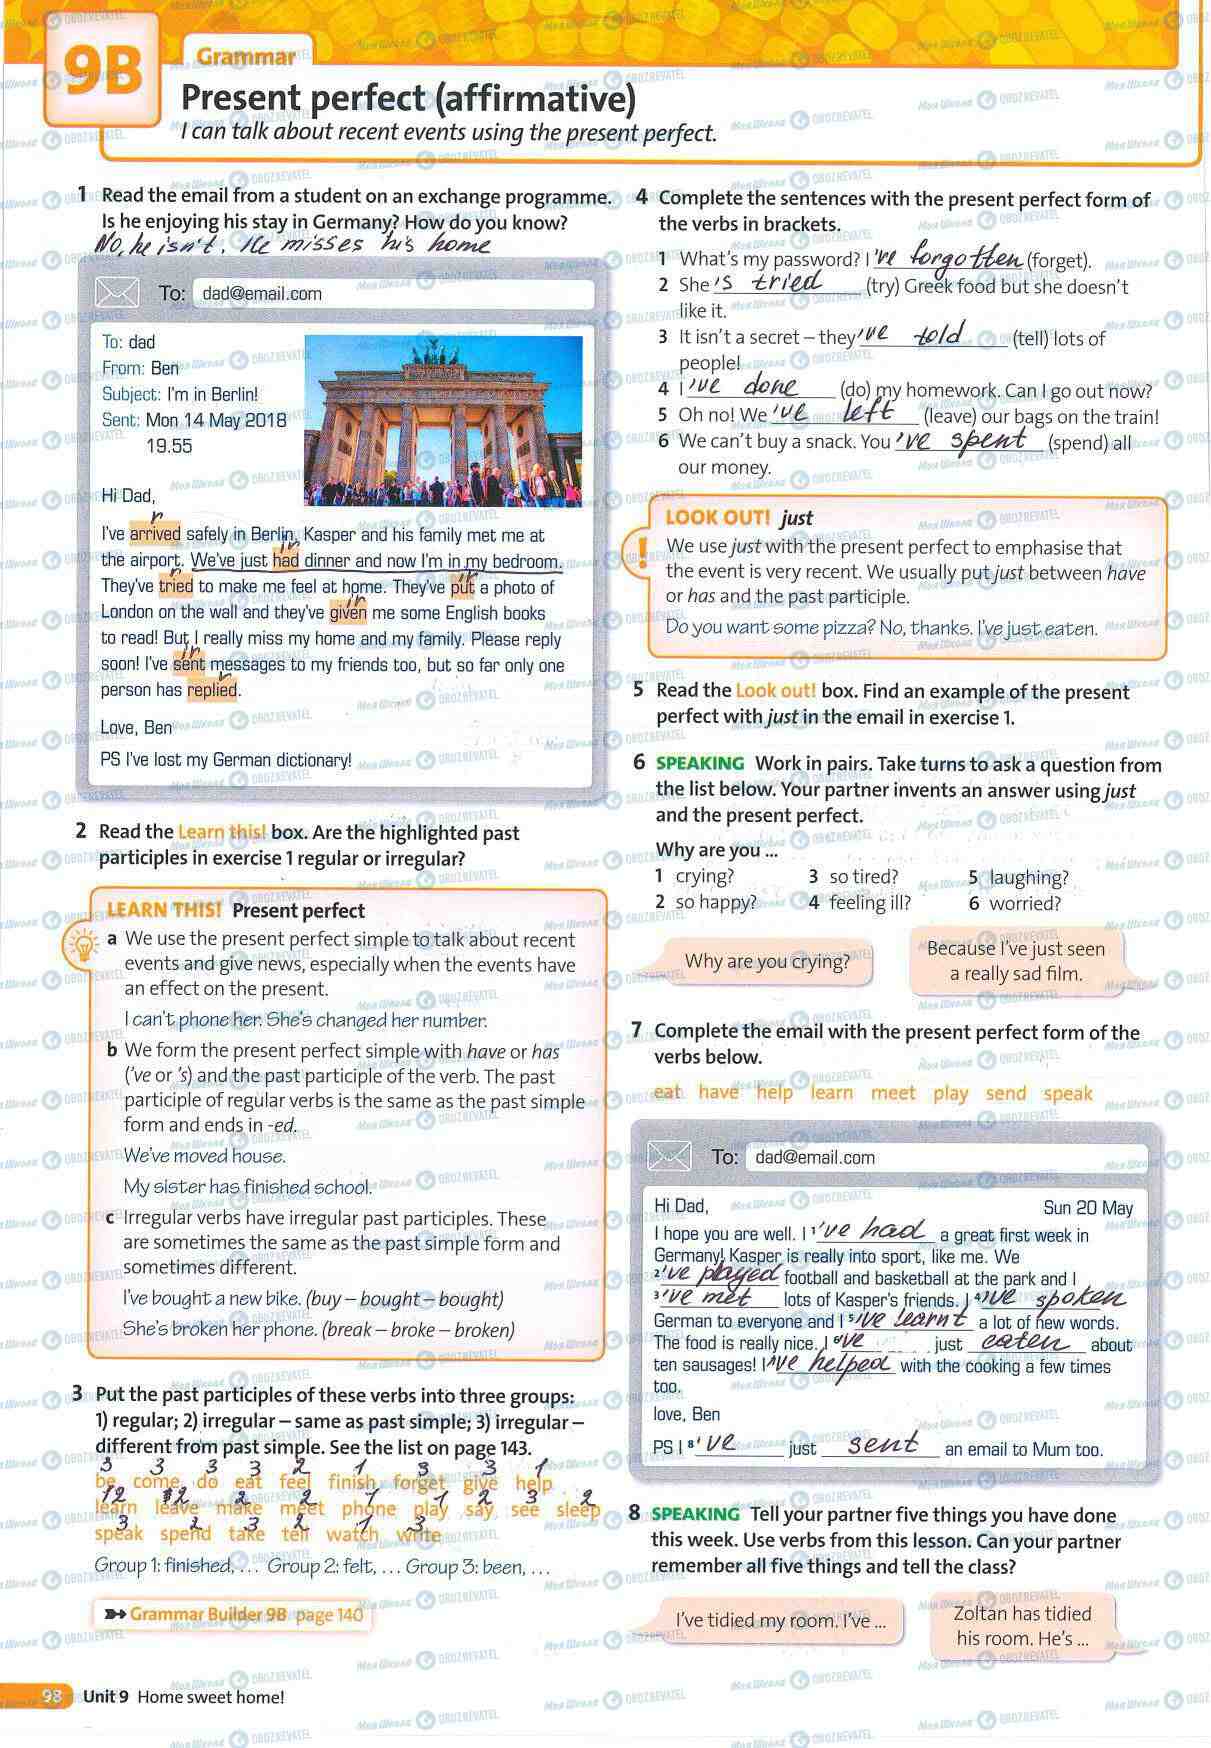 9B
Grammar
Present perfect (affirmative)
I can talk about recent events using the present perfect.
1 Read the email from a student on an exchange programme.
Is he enjoying his stay in Germany? How do you know?
No, he isn't. He misses his home
To: dad@email.com
To: dad
From: Ben
Subject: I'm in Berlin!
Sent: Mon 14 May 2018
19.55
Hi Dad,
r
I've arrived safely in Berlin. Kasper and his family met me at
ir
the airport. We've just had dinner and now I'm in my bedroom.
r ir
They've tried to make me feel at home. They've put a photo of
ir
London on the wall and they've given me some English books
to read! But I really miss my home and my family. Please reply
ir
soon! I've sent messages to my friends too, but so far only one
r
person has replied.
Love, Ben
PS I've lost my German dictionary!
2 Read the Learn this! box. Are the highlighted past
participles in exercise 1 regular or irregular?
LEARN THIS! Present perfect
a We use the present perfect simple to talk about recent
events and give news, especially when the events have
an effect on the present.
I can't phone her. She's changed her number.
b We form the present perfect simple with have or has
('ve or 's) and the past participle of the verb. The past
participle of regular verbs is the same as the past simple
form and ends in -ed.
We've moved house.
My sister has finished school.
c Irregular verbs have irregular past participles. These
are sometimes the same as the past simple form and
sometimes different.
I've bought a new bike. (buy – bought – bought)
She's broken her phone. (break – broke – broken)
3 Put the past participles of these verbs into three groups:
1) regular; 2) irregular – same as past simple; 3) irregular –
different from past simple. See the list on page 143.
3 3 3 3 2 1 3 3 1
be come do eat feel finish forget give help
2 2 2 2 1 1 2 3 2
learn leave make meet phone play say see sleep
3 2 3 2 1 3
speak spend take tell watch write
Group 1: finished, … Group 2: felt, … Group 3: been, …
Grammar Builder 9B page 140
98 Unit 9 Home sweet home!
4 Complete the sentences with the present perfect form of
the verbs in brackets.
1 What's my password? I 've forgotten (forget).
2 She 's tried (try) Greek food but she doesn't
like it.
3 It isn't a secret – they 've told (tell) lots of
people!
4 I 've done (do) my homework. Can I go out now?
5 Oh no! We 've left (leave) our bags on the train!
6 We can't buy a snack. You 've spent (spend) all
our money.
LOOK OUT! just
! We use just with the present perfect to emphasise that
the event is very recent. We usually put just between have
or has and the past participle.
Do you want some pizza? No, thanks. I've just eaten.
5 Read the Look out! box. Find an example of the present
perfect with just in the email in exercise 1.
6 SPEAKING Work in pairs. Take turns to ask a question from
the list below. Your partner invents an answer using just
and the present perfect.
Why are you …
1 crying? 3 so tired? 5 laughing?
2 so happy? 4 feeling ill? 6 worried?
Why are you crying?
Because I've just seen
a really sad film.
7 Complete the email with the present perfect form of the
verbs below.
eat have help learn meet play send speak
To: dad@email.com
Hi Dad, Sun 20 May
I hope you are well. I 1 've had a great first week in
Germany! Kasper is really into sport, like me. We
2 've played football and basketball at the park and I
3 've met lots of Kasper's friends. I 4 've spoken
German to everyone and I 5 've learnt a lot of new words.
The food is really nice. I 6 've just eaten about
ten sausages! I 7 've helped with the cooking a few times
too.
love, Ben
PS I 8 've just sent an email to Mum too.
8 SPEAKING Tell your partner five things you have done
this week. Use verbs from this lesson. Can your partner
remember all five things and tell the class?
I've tidied my room. I've …
Zoltan has tidied
his room. He's …
Моя Школа OBOZREVATEL